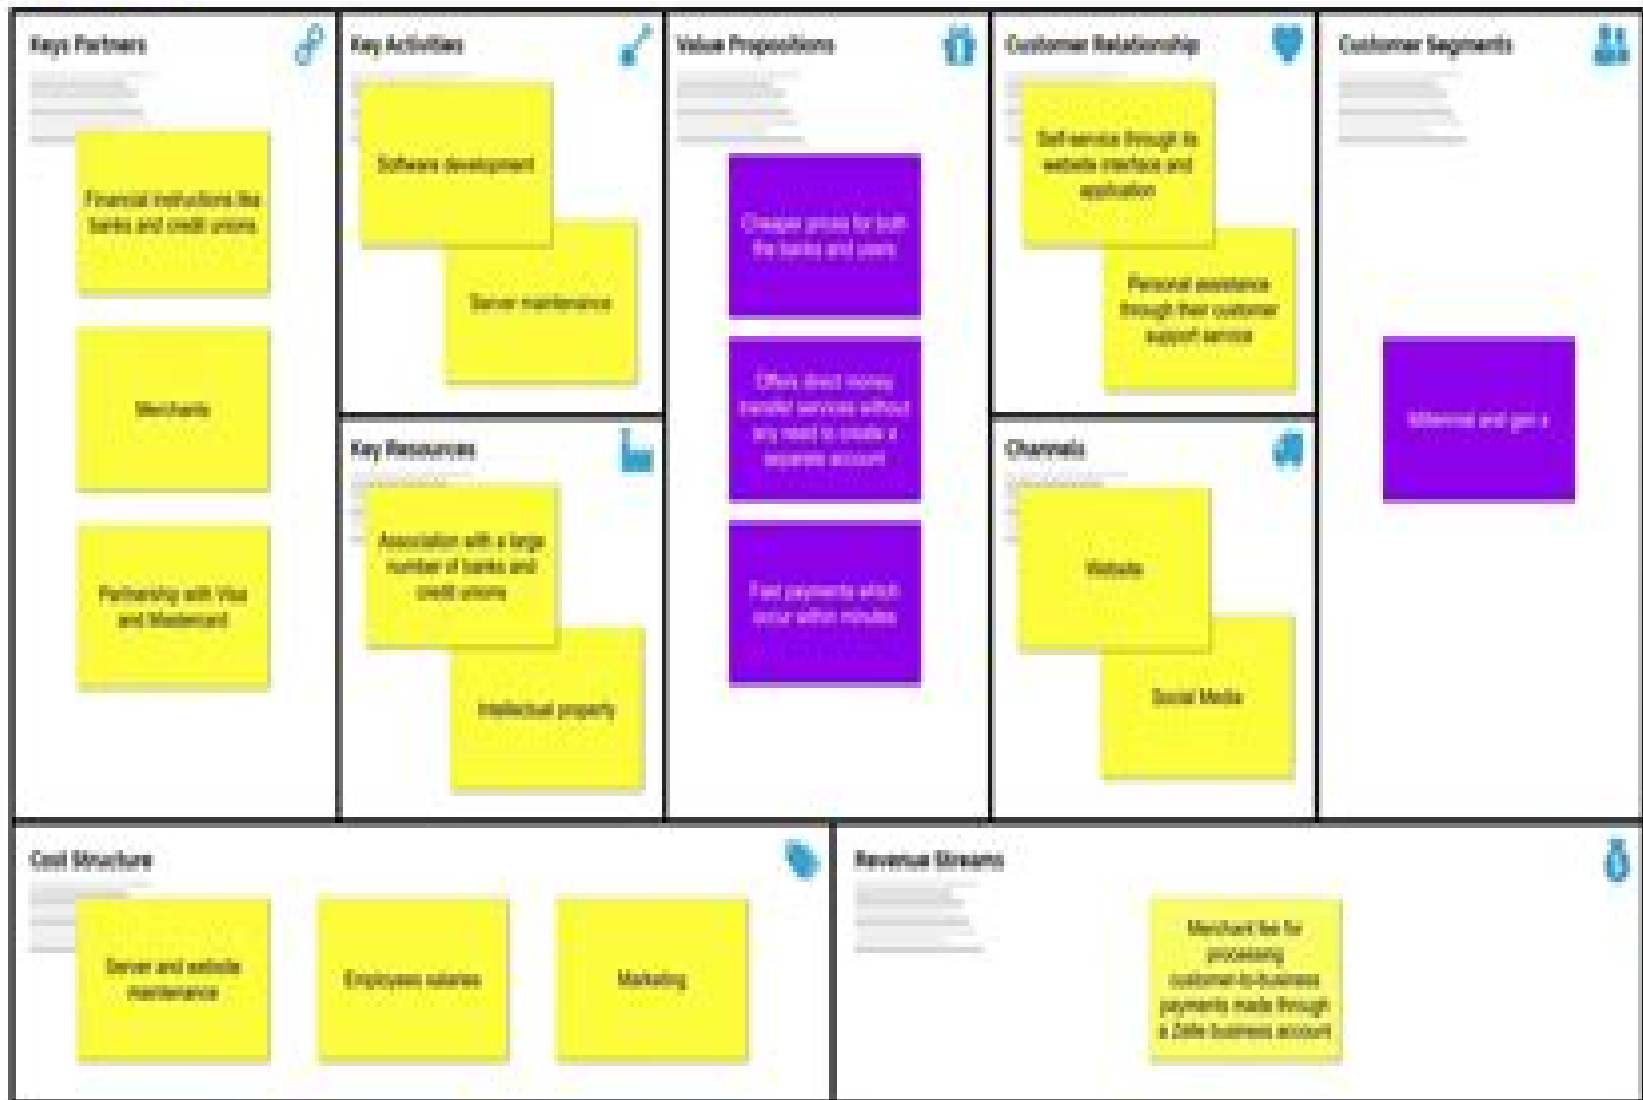 Keys Partners
Financial instructions like
banks and credit unions
Merchants
Partnership with Visa
and Mastercard
Key Activities
Software development
Server maintenance
Key Resources
Association with a large
number of banks and
credit unions
Intellectual property
Value Propositions
Cheaper prices for both
the banks and users
Offers direct money
transfer services without
any need to create a
separate account
Fast payments which
occur within minutes
Customer Relationship
Self-service through its
website interface and
application
Personal assistance
through their customer
support service
Channels
Website
Social Media
Customer Segments
Millennial and gen
Cost Structure
Server and website
maintenance
Employees salaries
Marketing
Revenue Streams
Merchant fee for
processing
customer-to-business
payments made through
a Zelle business account